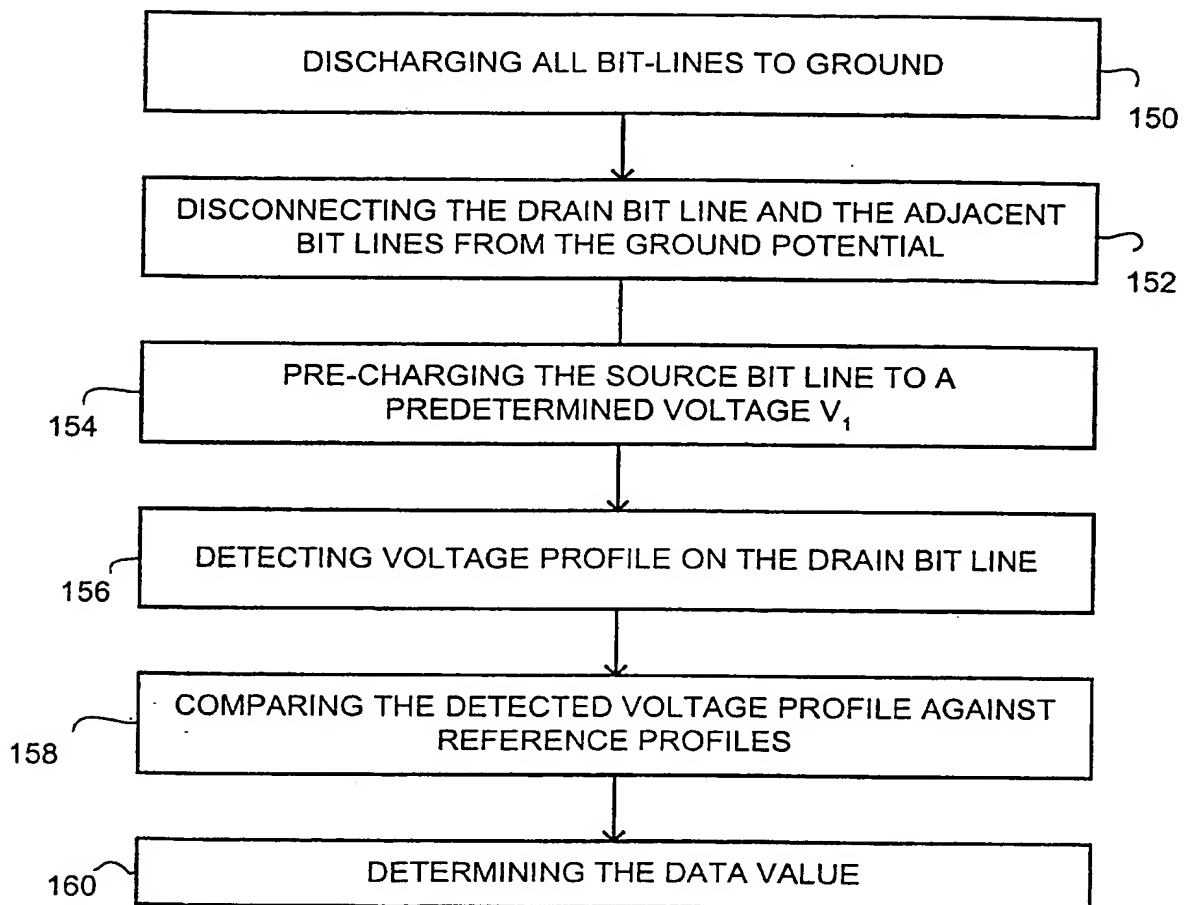 DISCHARGING ALL BIT-LINES TO GROUND
150
DISCONNECTING THE DRAIN BIT LINE AND THE ADJACENT
BIT LINES FROM THE GROUND POTENTIAL
152
PRE-CHARGING THE SOURCE BIT LINE TO A
PREDETERMINED VOLTAGE V₁
154
DETECTING VOLTAGE PROFILE ON THE DRAIN BIT LINE
156
COMPARING THE DETECTED VOLTAGE PROFILE AGAINST
REFERENCE PROFILES
158
DETERMINING THE DATA VALUE
160